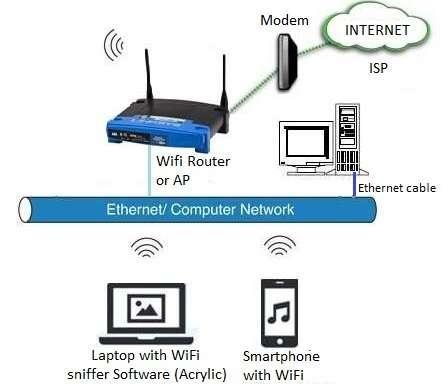 Modem
INTERNET
ISP
Wifi Router
or AP
Ethernet cable
Ethernet/ Computer Network
Laptop with WiFi
sniffer Software (Acrylic)
Smartphone
with WiFi